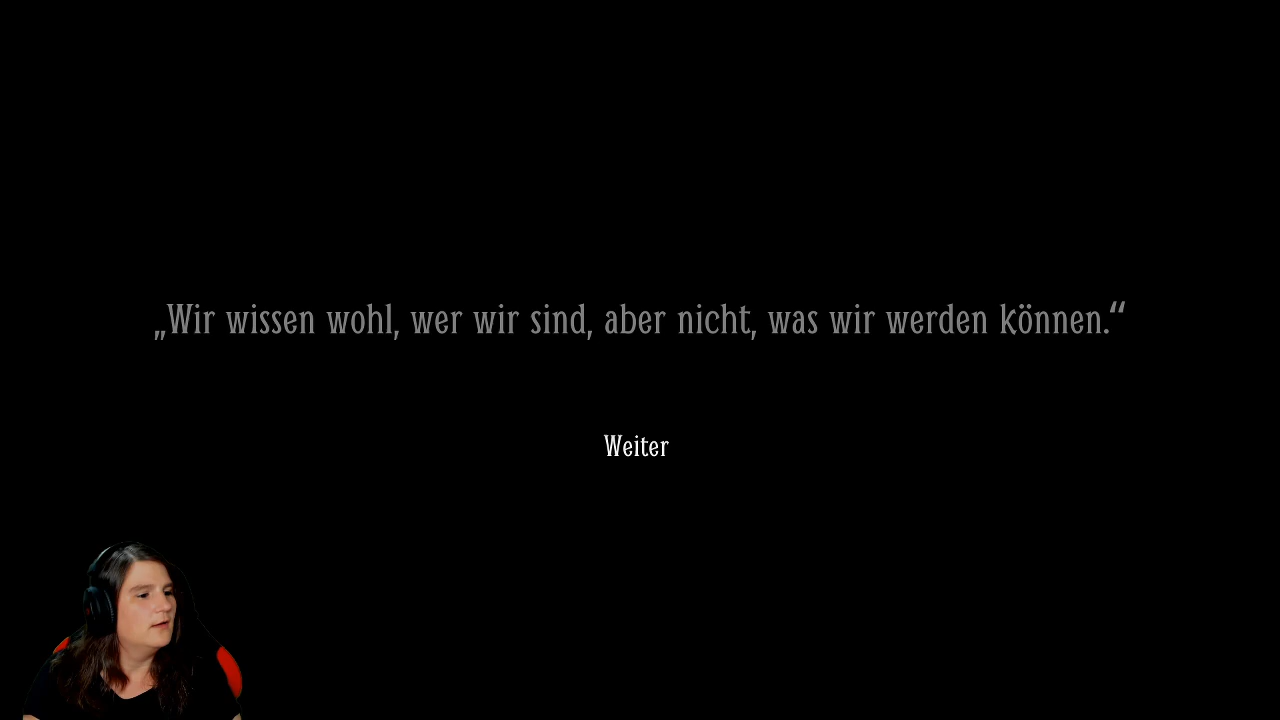 „Wir wissen wohl, wer wir sind, aber nicht, was wir werden können.“
Weiter